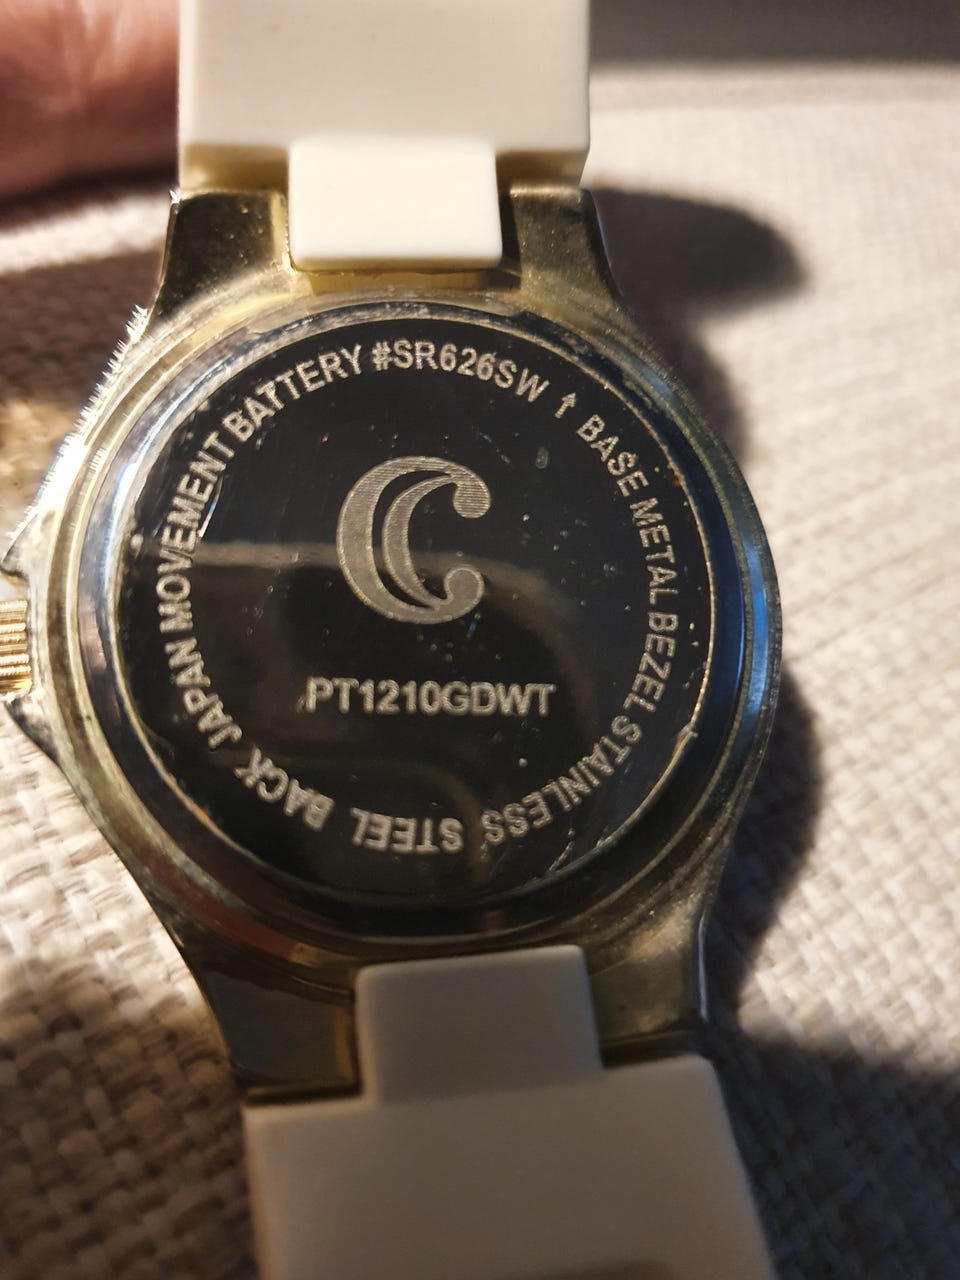 JAPAN MOVEMENT BATTERY #SR626SW ↑ BASE METAL BEZEL STAINLESS STEEL BACK
C
PT1210GDWT